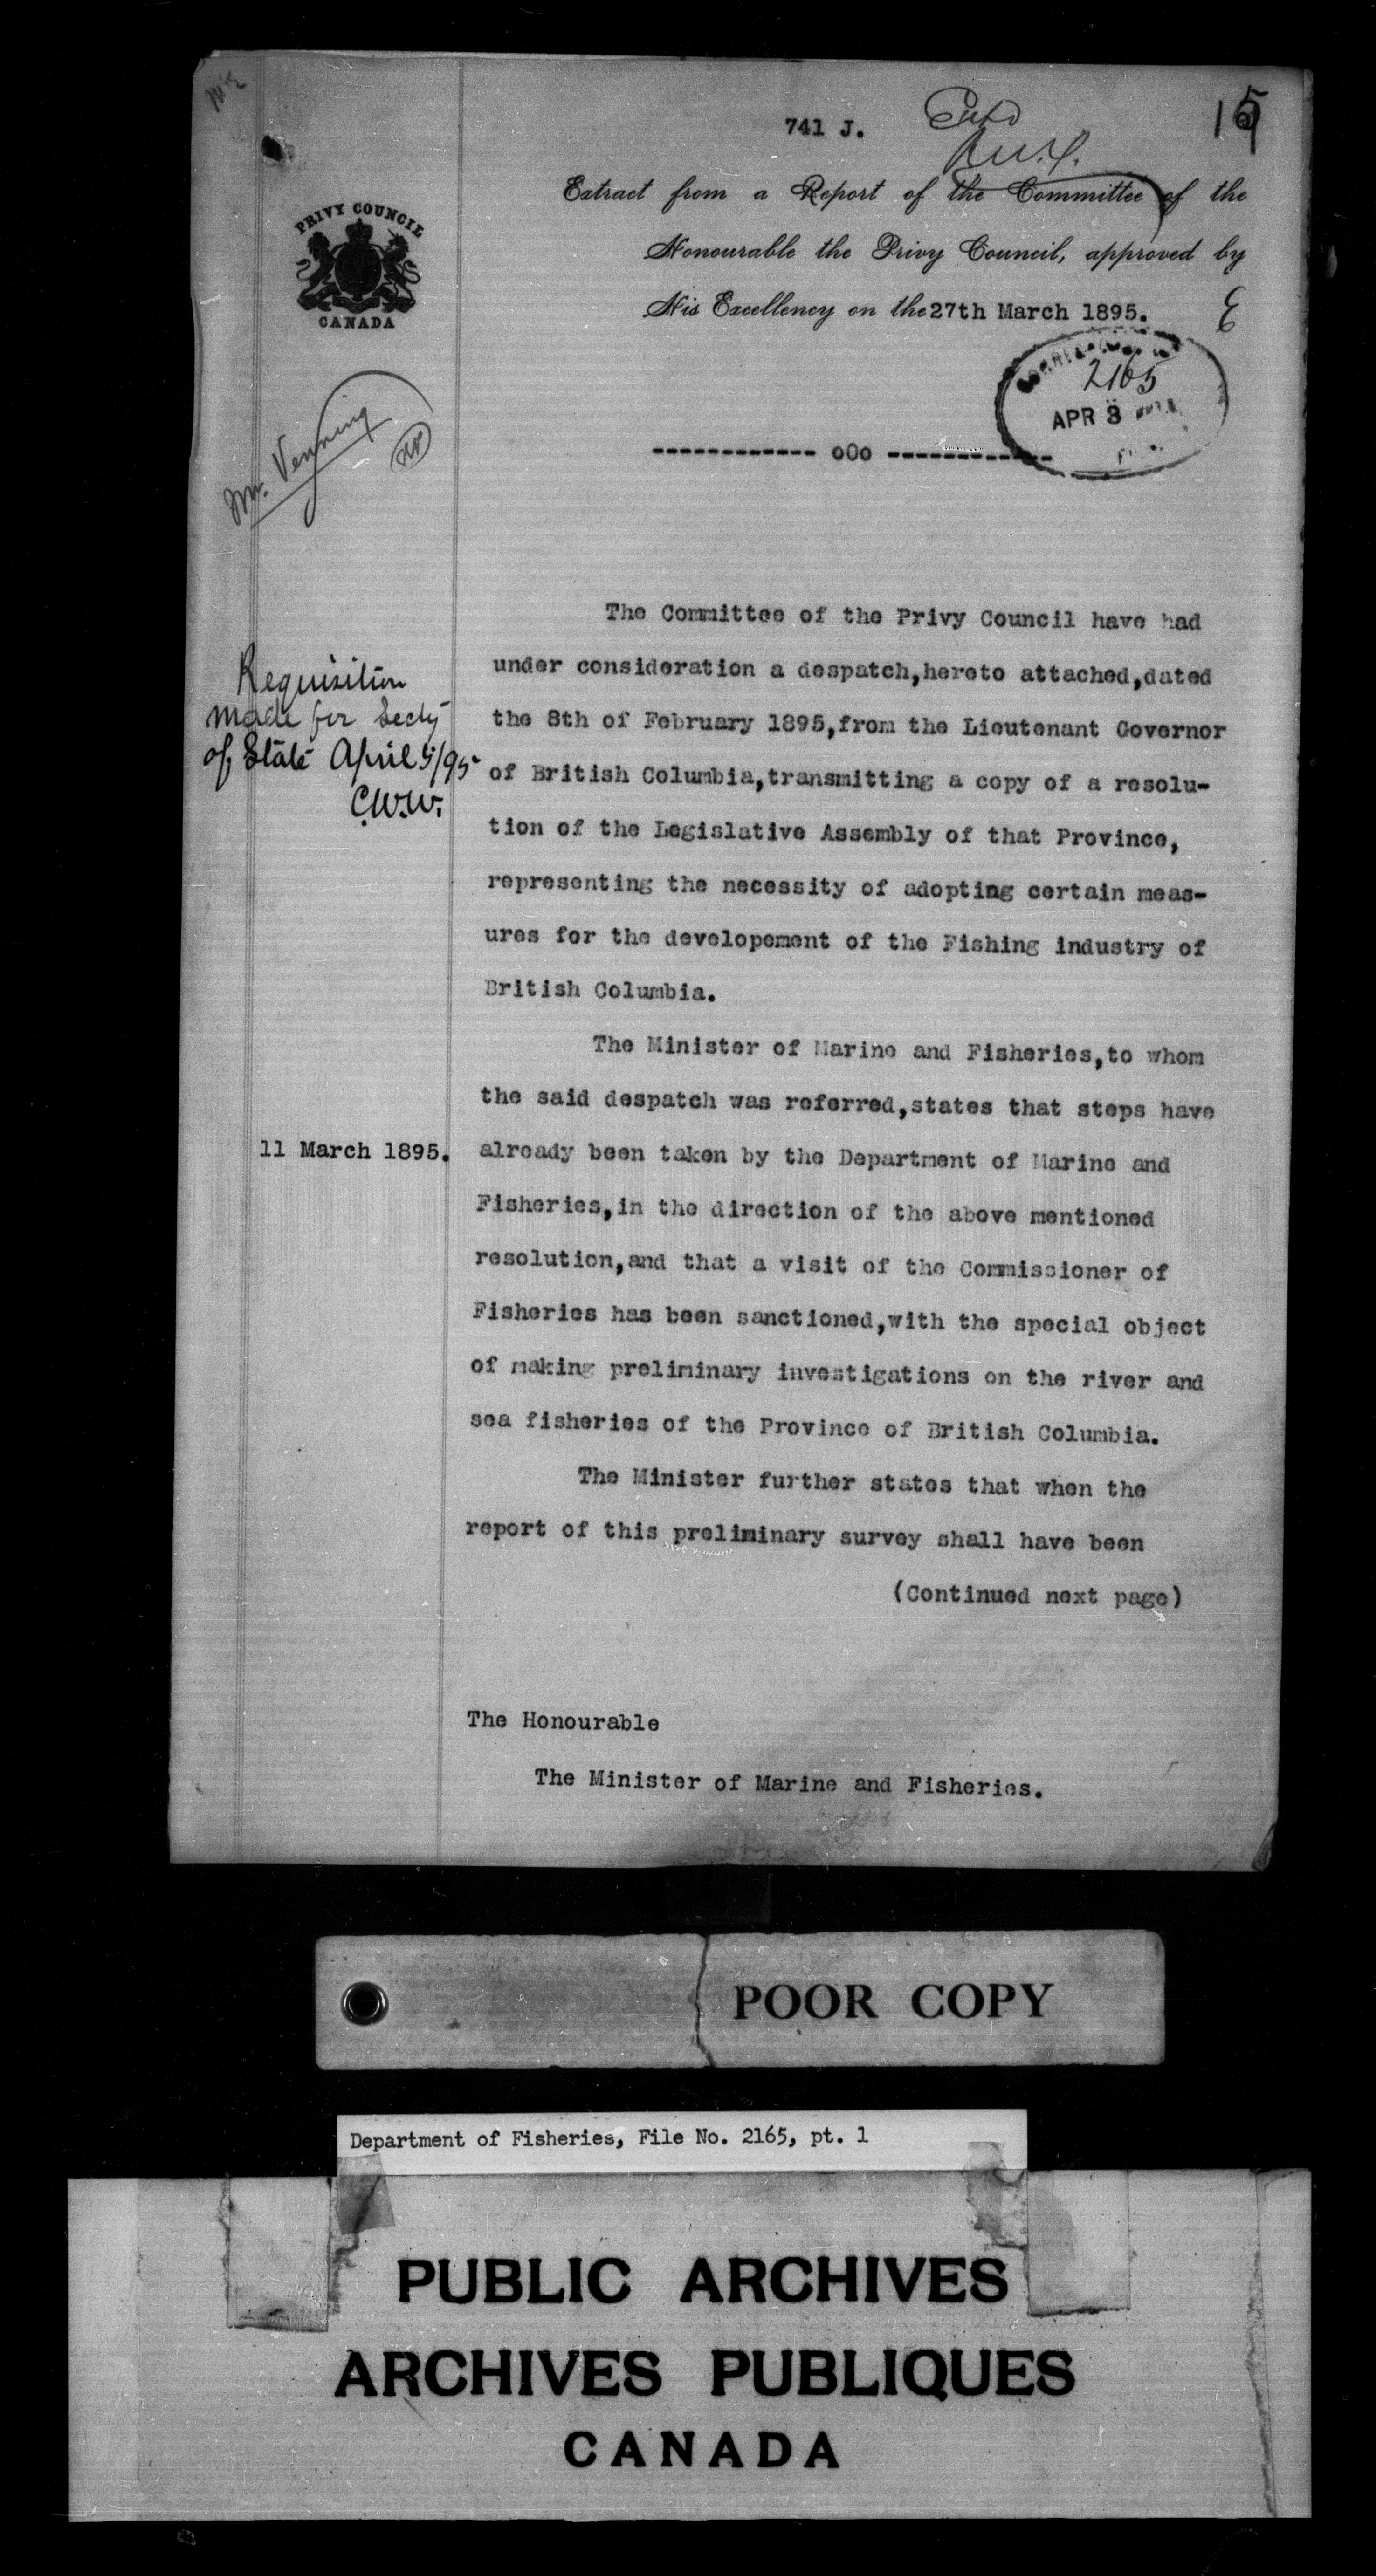 741 J.
15
Extract from a Report of the Committee of the
Honourable the Privy Council, approved by
His Excellency on the 27th March 1895.
PRIVY COUNCIL
CANADA
E
2165
APR 3
Mr. Venning
------------ oOo ------------
The Committee of the Privy Council have had
under consideration a despatch,hereto attached,dated
the 8th of February 1895,from the Lieutenant Governor
of British Columbia,transmitting a copy of a resolu-
tion of the Legislative Assembly of that Province,
representing the necessity of adopting certain meas-
ures for the developement of the Fishing industry of
British Columbia.
Requisition
made for Secty
of State April 5/95
C.W.W.
The Minister of Marine and Fisheries,to whom
the said despatch was referred,states that steps have
11 March 1895. already been taken by the Department of Marine and
Fisheries,in the direction of the above mentioned
resolution,and that a visit of the Commissioner of
Fisheries has been sanctioned,with the special object
of making preliminary investigations on the river and
sea fisheries of the Province of British Columbia.
The Minister further states that when the
report of this preliminary survey shall have been
(Continued next page)
The Honourable
The Minister of Marine and Fisheries.
POOR COPY
Department of Fisheries, File No. 2165, pt. 1
PUBLIC ARCHIVES
ARCHIVES PUBLIQUES
CANADA